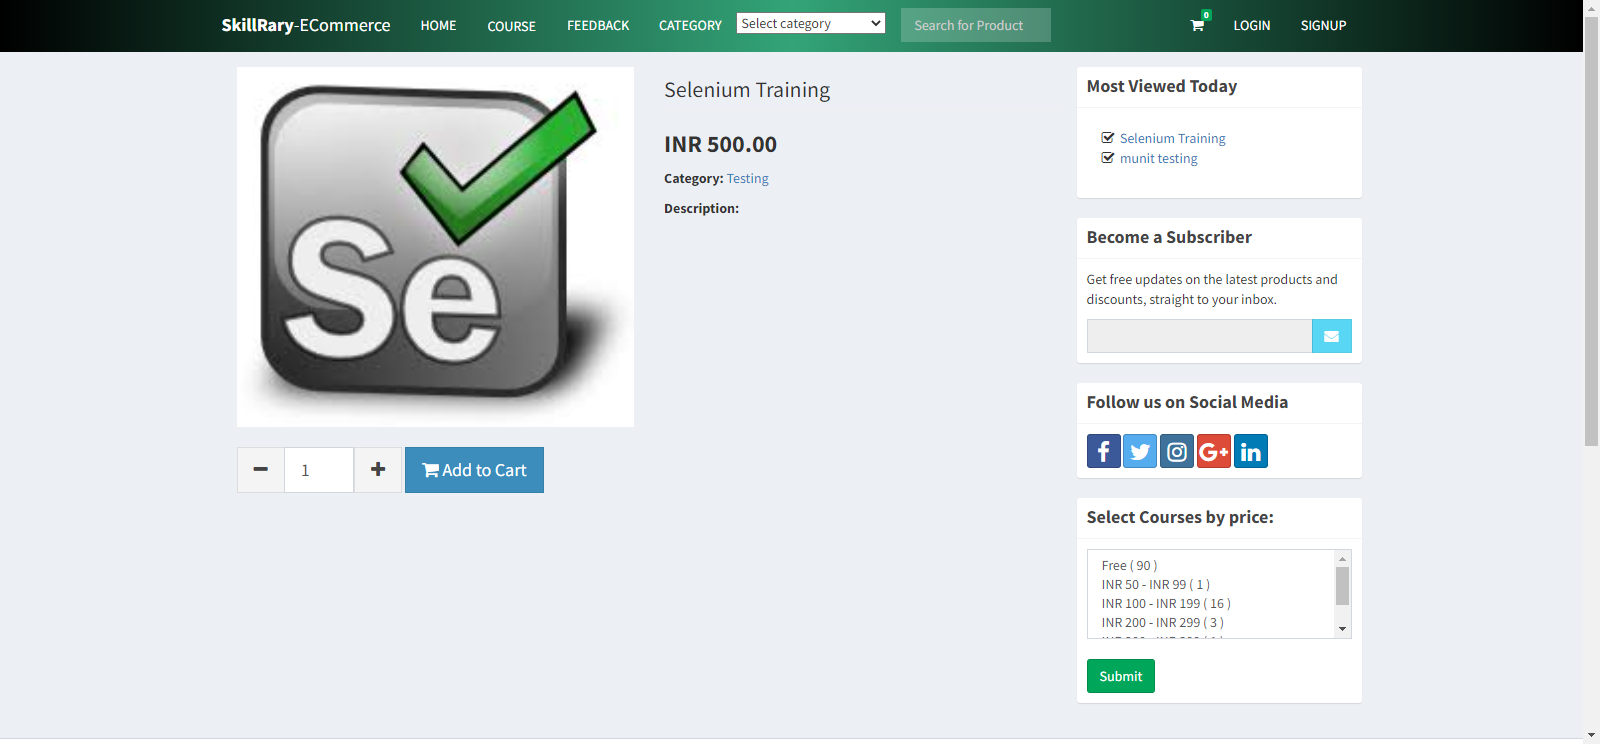 SkillRary-ECommerce HOME COURSE FEEDBACK CATEGORY Select category Search for Product 0 LOGIN SIGNUP
Se
Selenium Training
INR 500.00
Category: Testing
Description:
1 Add to Cart
Most Viewed Today
Selenium Training
munit testing
Become a Subscriber
Get free updates on the latest products and
discounts, straight to your inbox.
Follow us on Social Media
f G+ in
Select Courses by price:
Free ( 90 )
INR 50 - INR 99 ( 1 )
INR 100 - INR 199 ( 16 )
INR 200 - INR 299 ( 3 )
Submit